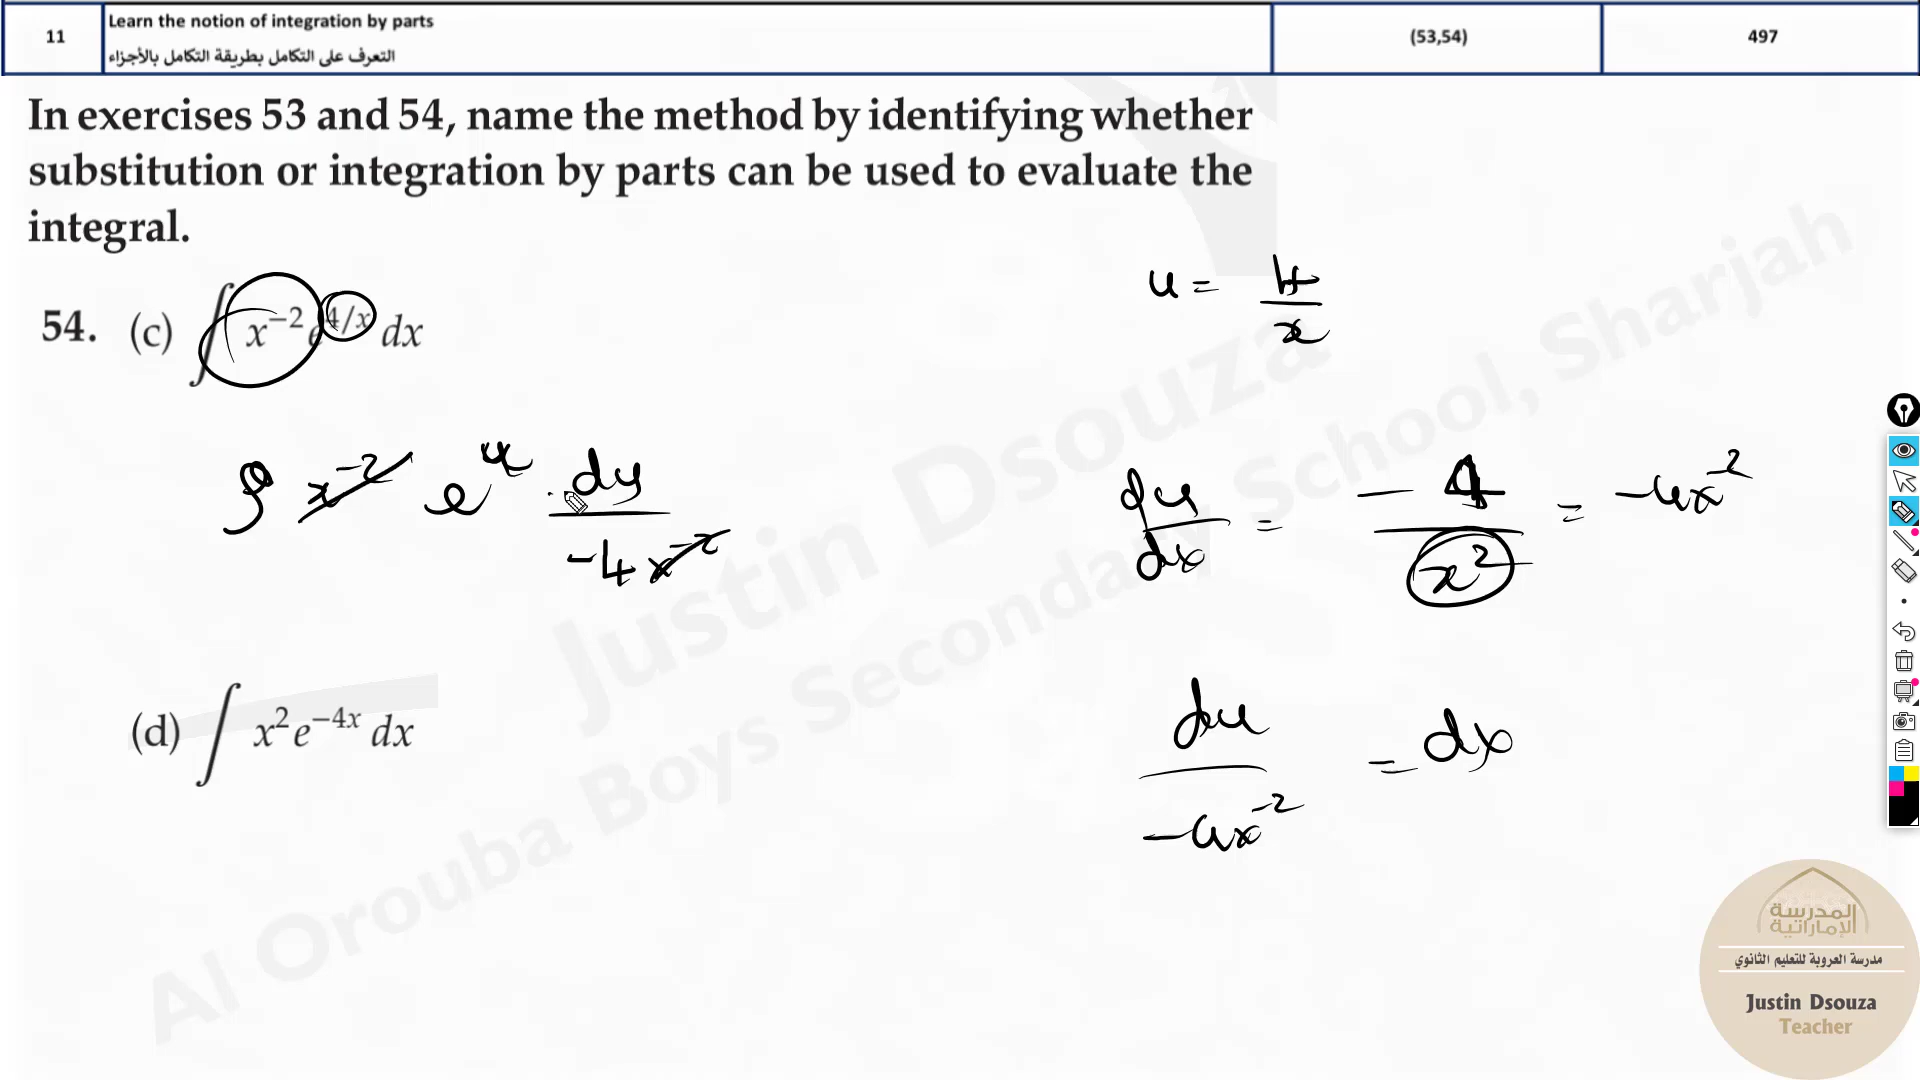 11 Learn the notion of integration by parts (53,54) 497
التعرف على التكامل بطريقة التكامل بالأجزاء
In exercises 53 and 54, name the method by identifying whether
substitution or integration by parts can be used to evaluate the
integral.
54. (c) ∫ x⁻² e^{4/x} dx
u = 4/x
∫ x⁻² e^u · du/(-4x⁻²)
du/dx = -4/x² = -4x⁻²
du/(-4x⁻²) = dx
(d) ∫ x² e^{-4x} dx
Justin Dsouza
Al Orouba Boys Secondary School, Sharjah
المدرسة
الإماراتية
مدرسة العروبة للتعليم الثانوي
Justin Dsouza
Teacher